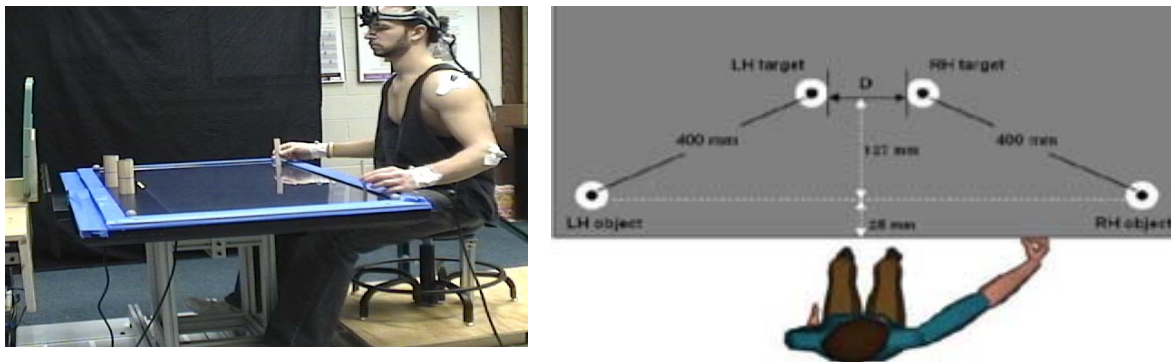 LH target
RH target
D
400 mm
400 mm
127 mm
LH object
RH object
28 mm